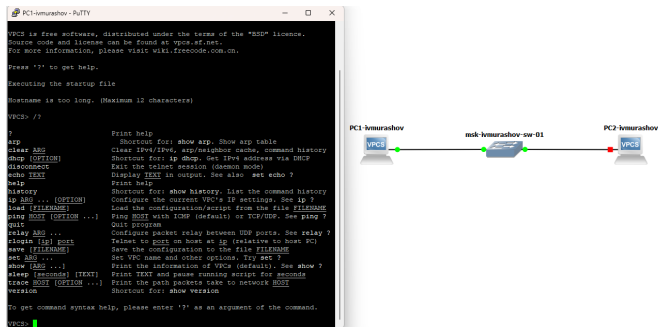 PC1-ivmurashov - PuTTY
VPCS is free software, distributed under the terms of the "BSD" licence.
Source code and license can be found at vpcs.sf.net.
For more information, please visit wiki.freecode.com.cn.
Press '?' to get help.
Executing the startup file
Hostname is too long. (Maximum 12 characters)
VPCS> /?
? Print help
arp Shortcut for: show arp. Show arp table
clear ARG Clear IPv4/IPv6, arp/neighbor cache, command history
dhcp [OPTION] Shortcut for: ip dhcp. Get IPv4 address via DHCP
disconnect Exit the telnet session (daemon mode)
echo TEXT Display TEXT in output. See also set echo ?
help Print help
history Shortcut for: show history. List the command history
ip ARG ... [OPTION] Configure the current VPC's IP settings. See ip ?
load [FILENAME] Load the configuration/script from the file FILENAME
ping HOST [OPTION ...] Ping HOST with ICMP (default) or TCP/UDP. See ping ?
quit Quit program
relay ARG ... Configure packet relay between UDP ports. See relay ?
rlogin [ip] port Telnet to port on host at ip (relative to host PC)
save [FILENAME] Save the configuration to the file FILENAME
set ARG ... Set VPC name and other options. Try set ?
show [ARG ...] Print the information of VPCs (default). See show ?
sleep [seconds] [TEXT] Print TEXT and pause running script for seconds
trace HOST [OPTION ...] Print the path packets take to network HOST
version Shortcut for: show version
To get command syntax help, please enter '?' as an argument of the command.
VPCS>
PC1-ivmurashov
VPCS
msk-ivmurashov-sw-01
PC2-ivmurashov
VPCS